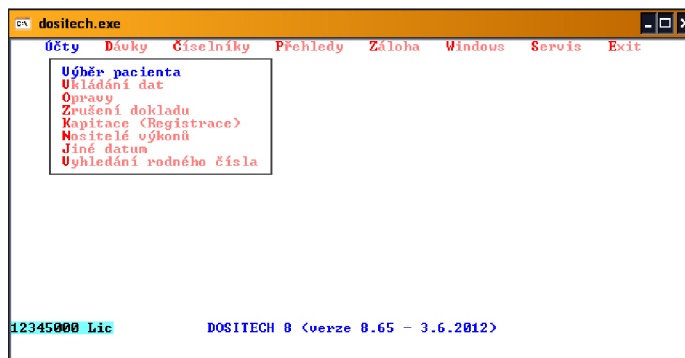 dositech.exe
Účty Dávky Číselníky Přehledy Záloha Windows Servis Exit
Výběr pacienta
Vkládání dat
Opravy
Zrušení dokladu
Kapitace (Registrace)
Nositelé výkonů
Jiné datum
Vyhledání rodného čísla
12345000 Lic DOSITECH 8 (verze 8.65 - 3.6.2012)